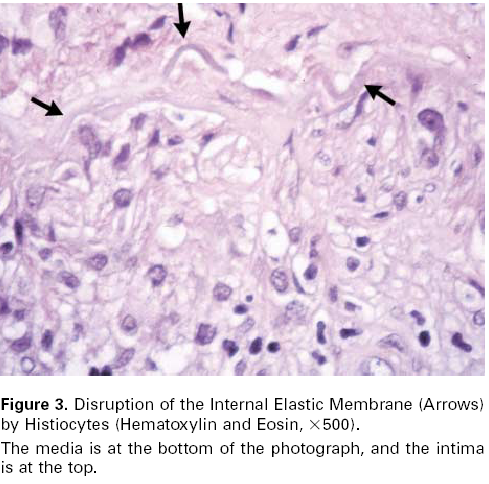 Figure 3. Disruption of the Internal Elastic Membrane (Arrows)
by Histiocytes (Hematoxylin and Eosin, ×500).
The media is at the bottom of the photograph, and the intima
is at the top.